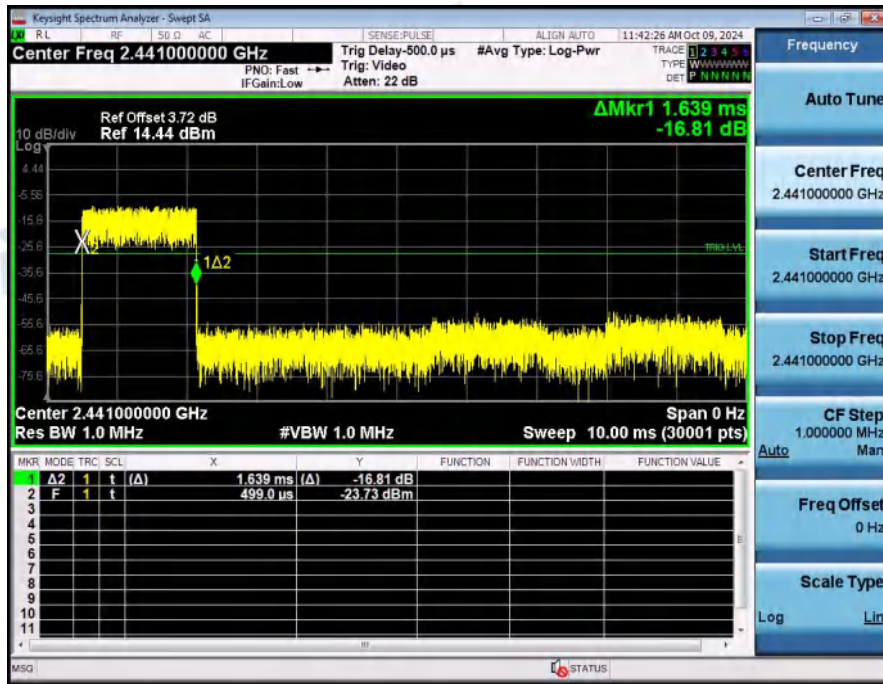 Keysight Spectrum Analyzer - Swept SA
RL RF 50 Ω AC SENSE:PULSE ALIGN AUTO 11:42:26 AM Oct 09, 2024
Center Freq 2.441000000 GHz
PNO: Fast
IFGain:Low
Trig Delay-500.0 µs
Trig: Video
Atten: 22 dB
#Avg Type: Log-Pwr
TRACE 1 2 3 4 5 6
TYPE W
DET P N N N N N
Ref Offset 3.72 dB
10 dB/div Ref 14.44 dBm
Log
ΔMkr1 1.639 ms
-16.81 dB
4.44
-5.56
-15.6
-25.6
TRIG LVL
-35.6
-45.6
-55.6
-65.6
-75.6
2
1Δ2
Center 2.441000000 GHz Span 0 Hz
Res BW 1.0 MHz #VBW 1.0 MHz Sweep 10.00 ms (30001 pts)
MKR MODE TRC SCL X Y FUNCTION FUNCTION WIDTH FUNCTION VALUE
1 Δ2 1 t (Δ) 1.639 ms (Δ) -16.81 dB
2 F 1 t 499.0 µs -23.73 dBm
3
4
5
6
7
8
9
10
11
MSG STATUS
Frequency
Auto Tune
Center Freq
2.441000000 GHz
Start Freq
2.441000000 GHz
Stop Freq
2.441000000 GHz
CF Step
1.000000 MHz
Auto Man
Freq Offset
0 Hz
Scale Type
Log Lin